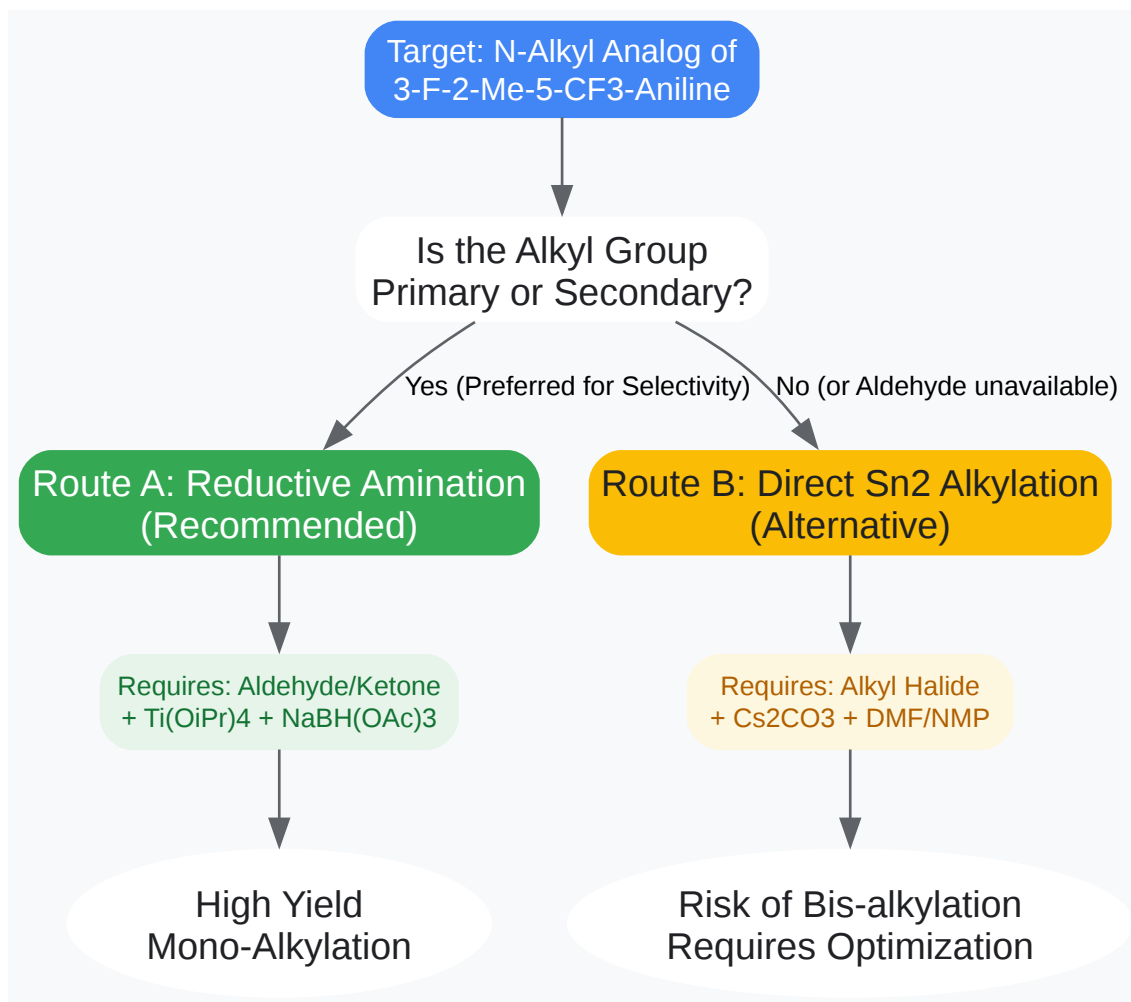 Target: N-Alkyl Analog of
3-F-2-Me-5-CF3-Aniline
Is the Alkyl Group
Primary or Secondary?
Yes (Preferred for Selectivity)
No (or Aldehyde unavailable)
Route A: Reductive Amination
(Recommended)
Route B: Direct Sn2 Alkylation
(Alternative)
Requires: Aldehyde/Ketone
+ Ti(OiPr)4 + NaBH(OAc)3
Requires: Alkyl Halide
+ Cs2CO3 + DMF/NMP
High Yield
Mono-Alkylation
Risk of Bis-alkylation
Requires Optimization